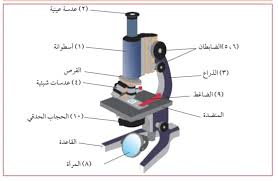 (٢) عدسة عينية
(١) أسطوانة
(٥، ٦) الضابطان
القرص
(٣) الذراع
(٤) عدسات شيئية
(٩) الضاغط
المنضدة
(١٠) الحجاب الحدقي
القاعدة
(٨) المرآة